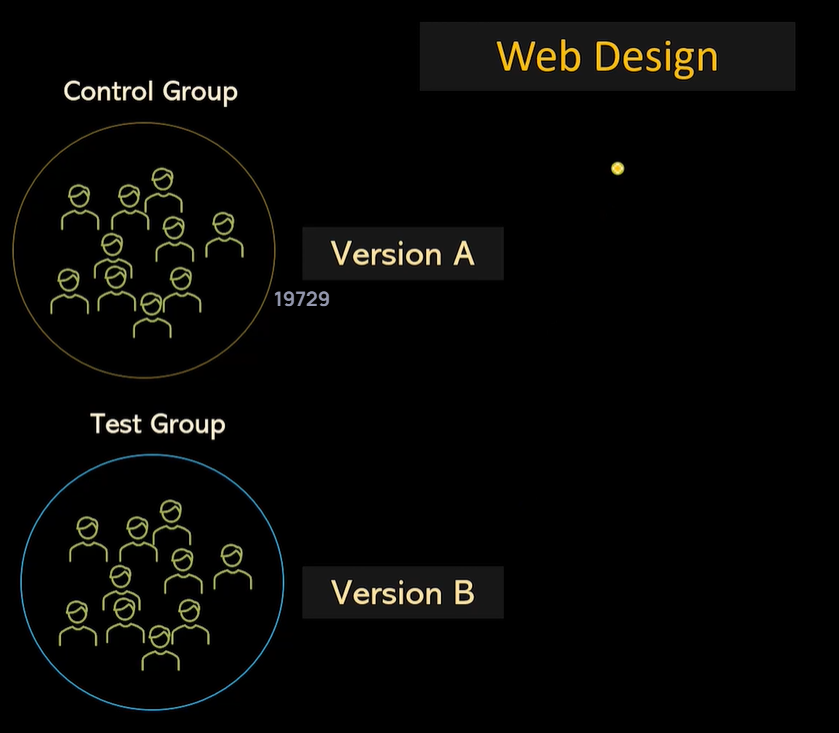 Web Design
Control Group
Version A
19729
Test Group
Version B